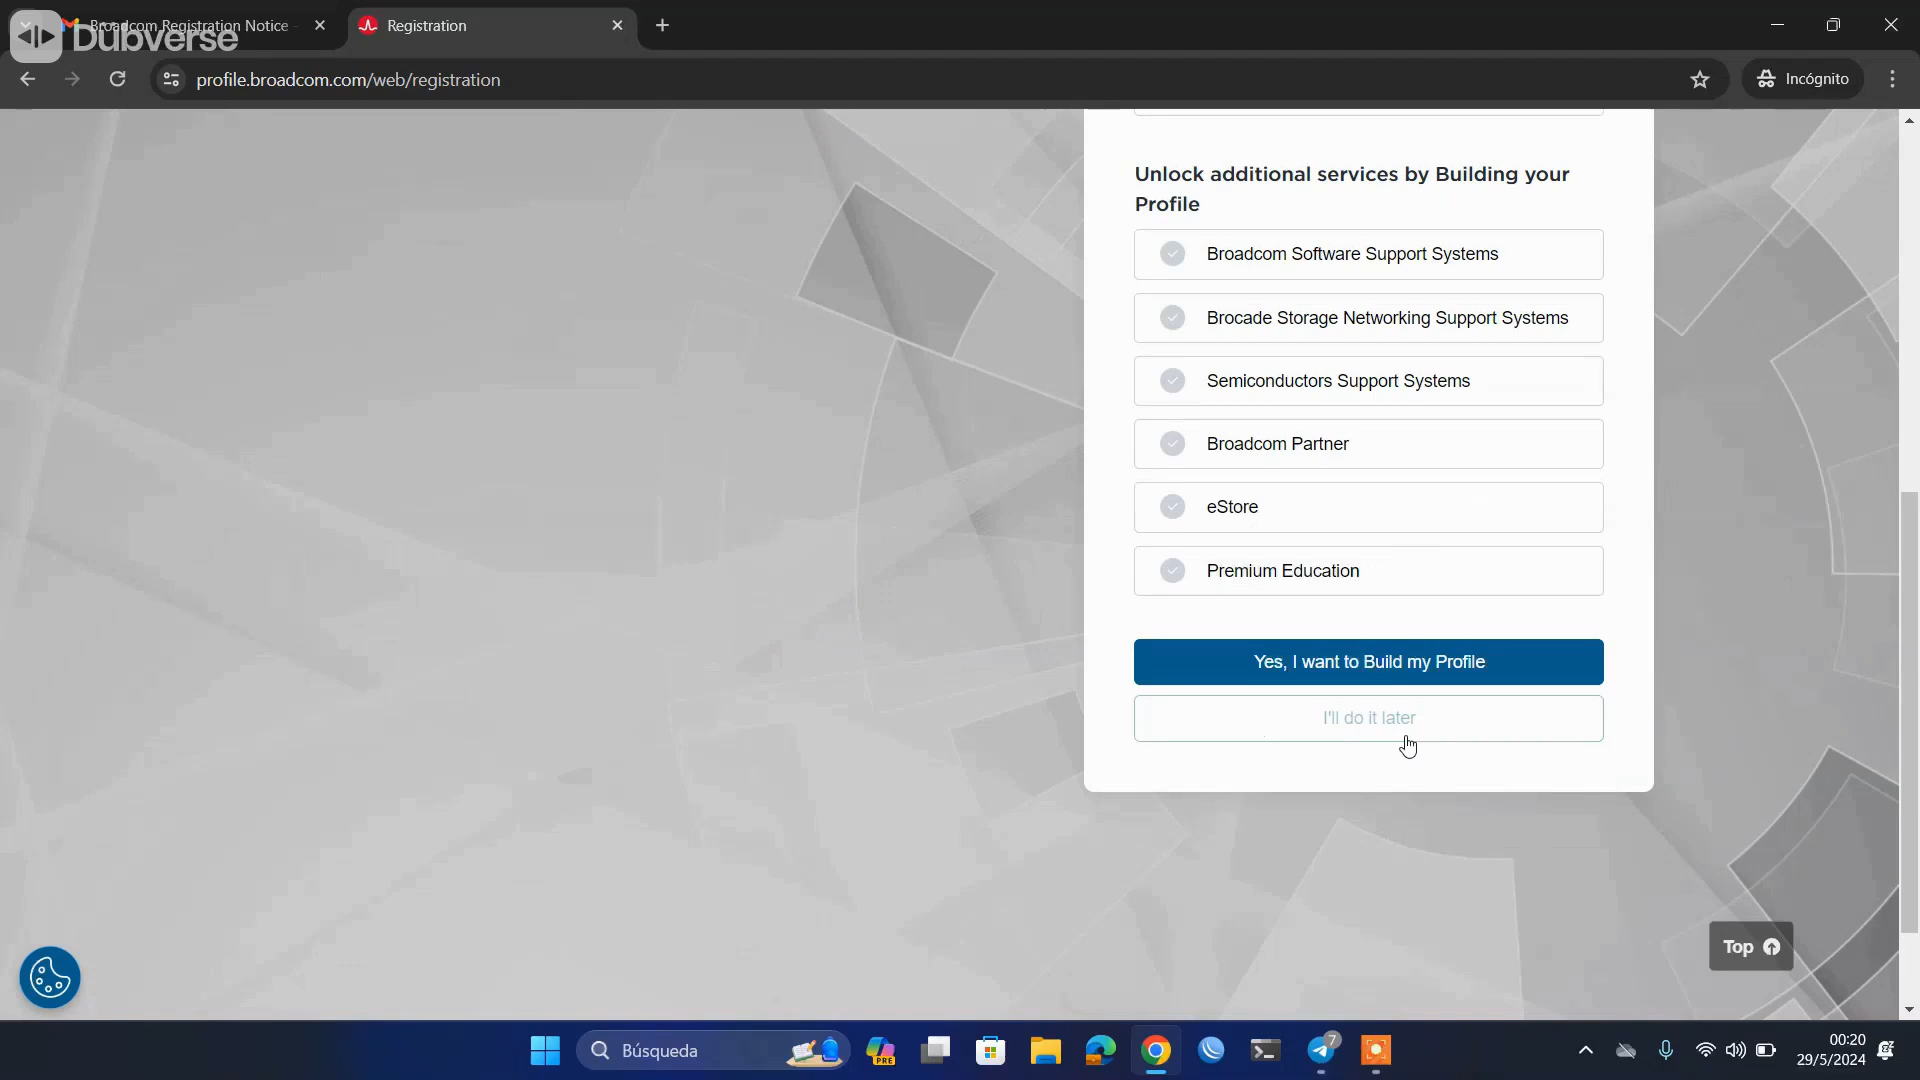 Broadcom Registration Notice
Registration
Dubverse
profile.broadcom.com/web/registration
Incógnito
Unlock additional services by Building your
Profile
Broadcom Software Support Systems
Brocade Storage Networking Support Systems
Semiconductors Support Systems
Broadcom Partner
eStore
Premium Education
Yes, I want to Build my Profile
I'll do it later
Top
Búsqueda
PRE
7
00:20
29/5/2024